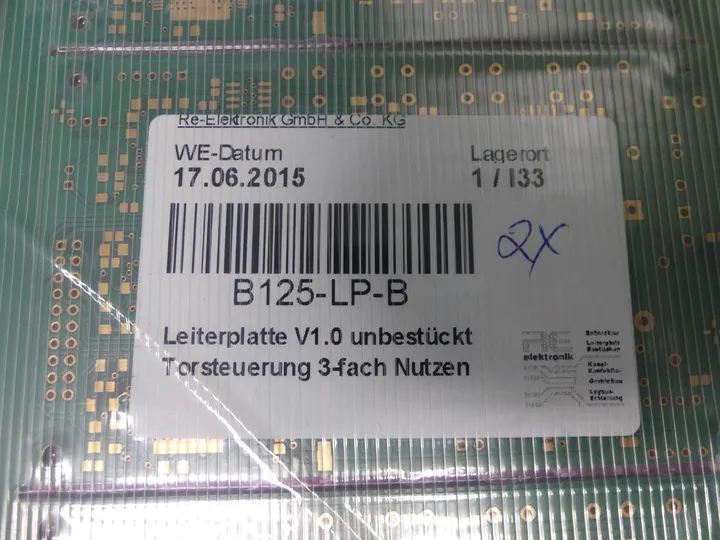 Re-Elektronik GmbH & Co. KG
WE-Datum Lagerort
17.06.2015 1 / I33
2x
B125-LP-B
Leiterplatte V1.0 unbestückt
Torsteuerung 3-fach Nutzen
RE
elektronik